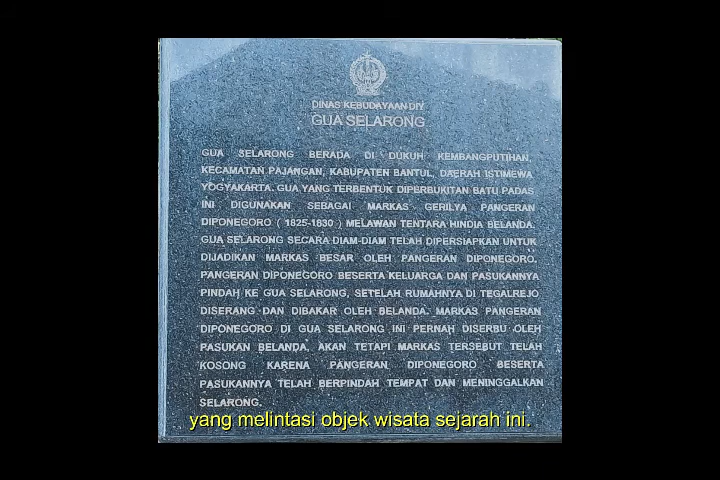 DINAS KEBUDAYAAN DIY
GUA SELARONG
GUA SELARONG BERADA DI DUKUH KEMBANGPUTIHAN,
KECAMATAN PAJANGAN, KABUPATEN BANTUL, DAERAH ISTIMEWA
YOGYAKARTA. GUA YANG TERBENTUK DIPERBUKITAN BATU PADAS
INI DIGUNAKAN SEBAGAI MARKAS GERILYA PANGERAN
DIPONEGORO ( 1825-1830 ) MELAWAN TENTARA HINDIA BELANDA.
GUA SELARONG SECARA DIAM-DIAM TELAH DIPERSIAPKAN UNTUK
DIJADIKAN MARKAS BESAR OLEH PANGERAN DIPONEGORO.
PANGERAN DIPONEGORO BESERTA KELUARGA DAN PASUKANNYA
PINDAH KE GUA SELARONG, SETELAH RUMAHNYA DI TEGALREJO
DISERANG DAN DIBAKAR OLEH BELANDA. MARKAS PANGERAN
DIPONEGORO DI GUA SELARONG INI PERNAH DISERBU OLEH
PASUKAN BELANDA, AKAN TETAPI MARKAS TERSEBUT TELAH
KOSONG KARENA PANGERAN DIPONEGORO BESERTA
PASUKANNYA TELAH BERPINDAH TEMPAT DAN MENINGGALKAN
SELARONG.
yang melintasi objek wisata sejarah ini.